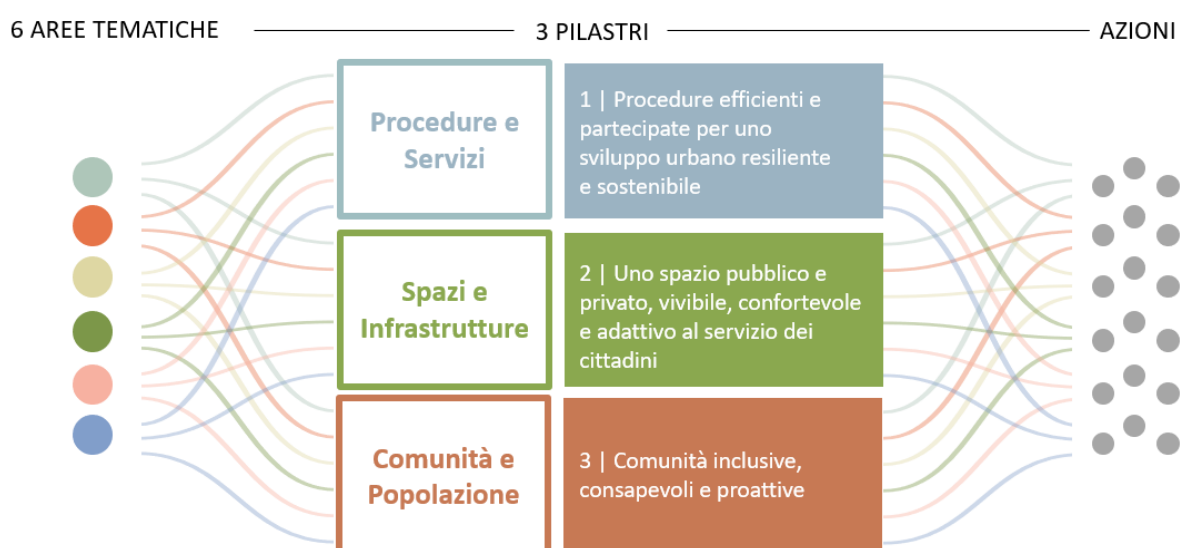 6 AREE TEMATICHE
3 PILASTRI
AZIONI
Procedure e
Servizi
1 | Procedure efficienti e
partecipate per uno
sviluppo urbano resiliente
e sostenibile
Spazi e
Infrastrutture
2 | Uno spazio pubblico e
privato, vivibile, confortevole
e adattivo al servizio dei
cittadini
Comunità e
Popolazione
3 | Comunità inclusive,
consapevoli e proattive